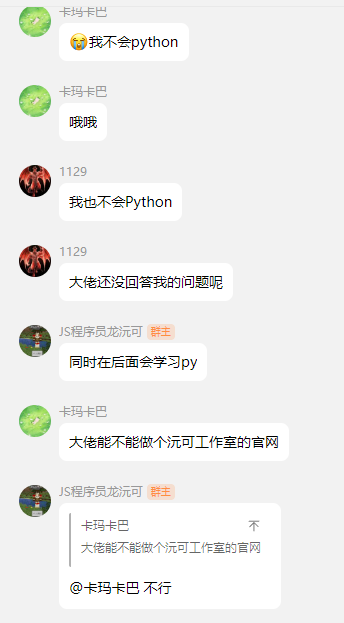 卡玛卡巴
😭我不会python
卡玛卡巴
哦哦
1129
我也不会Python
1129
大佬还没回答我的问题呢
JS程序员龙沅可 群主
同时在后面会学习py
卡玛卡巴
大佬能不能做个沅可工作室的官网
JS程序员龙沅可 群主
卡玛卡巴
大佬能不能做个沅可工作室的官网
@卡玛卡巴 不行